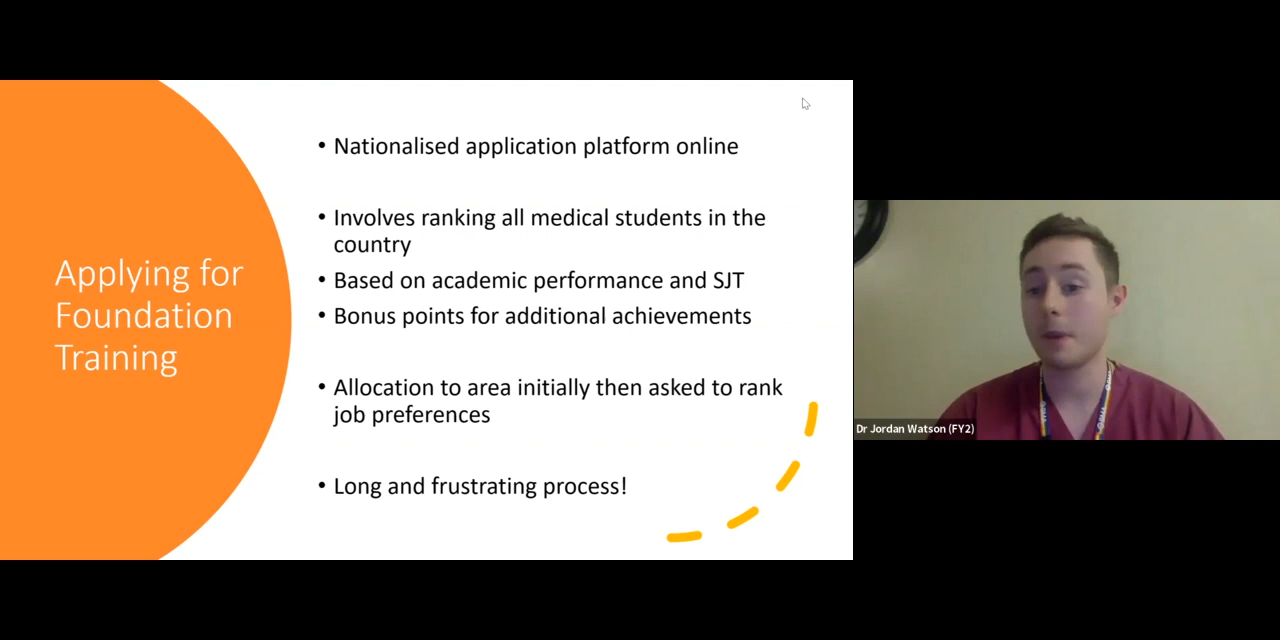 Applying for
Foundation
Training
• Nationalised application platform online
• Involves ranking all medical students in the
country
• Based on academic performance and SJT
• Bonus points for additional achievements
• Allocation to area initially then asked to rank
job preferences
• Long and frustrating process!
Dr Jordan Watson (FY2)